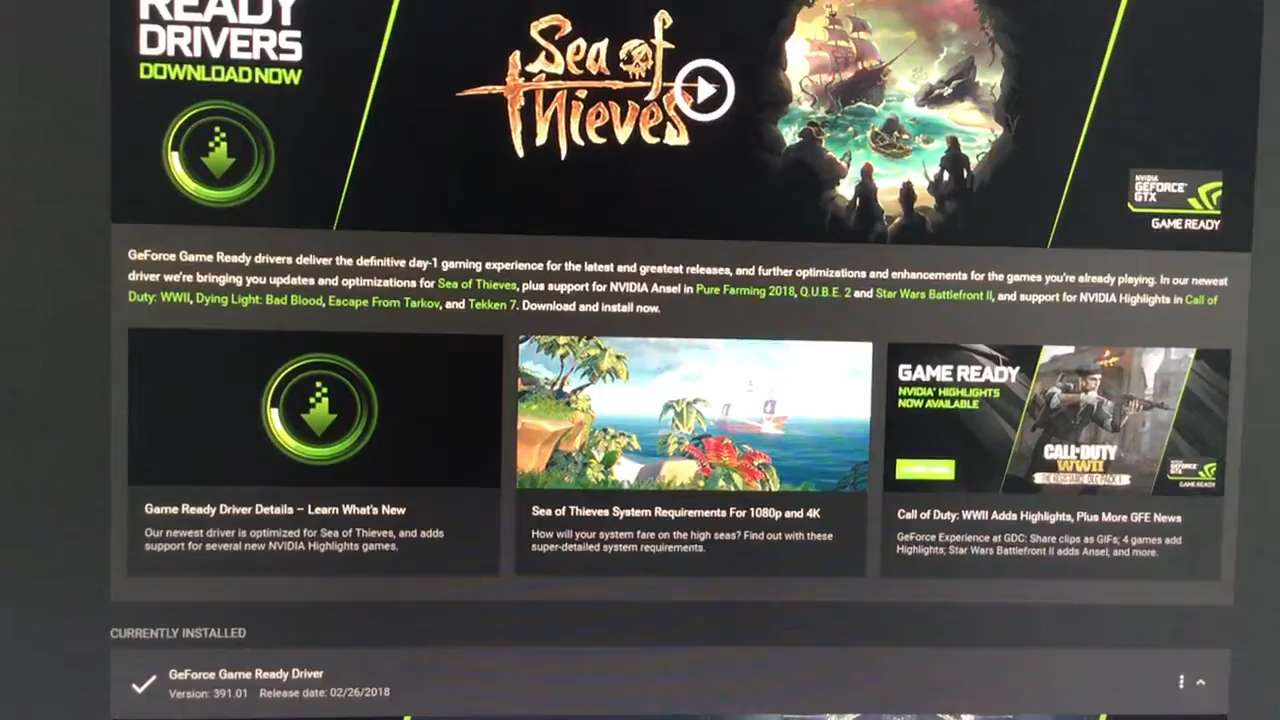 READY
DRIVERS
DOWNLOAD NOW
Sea of
Thieves
NVIDIA
GEFORCE
GTX
GAME READY
GeForce Game Ready drivers deliver the definitive day-1 gaming experience for the latest and greatest releases, and further optimizations and enhancements for the games you're already playing. In our newest
driver we're bringing you updates and optimizations for Sea of Thieves, plus support for NVIDIA Ansel in Pure Farming 2018, Q.U.B.E. 2 and Star Wars Battlefront II, and support for NVIDIA Highlights in Call of
Duty: WWII, Dying Light: Bad Blood, Escape From Tarkov, and Tekken 7. Download and install now.
GAME READY
NVIDIA HIGHLIGHTS
NOW AVAILABLE
CALL OF DUTY
WWII
THE RESISTANCE DLC PACK 1
NVIDIA
GEFORCE
GTX
GAME READY
Game Ready Driver Details – Learn What's New
Our newest driver is optimized for Sea of Thieves, and adds
support for several new NVIDIA Highlights games.
Sea of Thieves System Requirements For 1080p and 4K
How will your system fare on the high seas? Find out with these
super-detailed system requirements.
Call of Duty: WWII Adds Highlights, Plus More GFE News
GeForce Experience at GDC: Share clips as GIFs; 4 games add
Highlights; Star Wars Battlefront II adds Ansel, and more.
CURRENTLY INSTALLED
GeForce Game Ready Driver
Version: 391.01 Release date: 02/26/2018